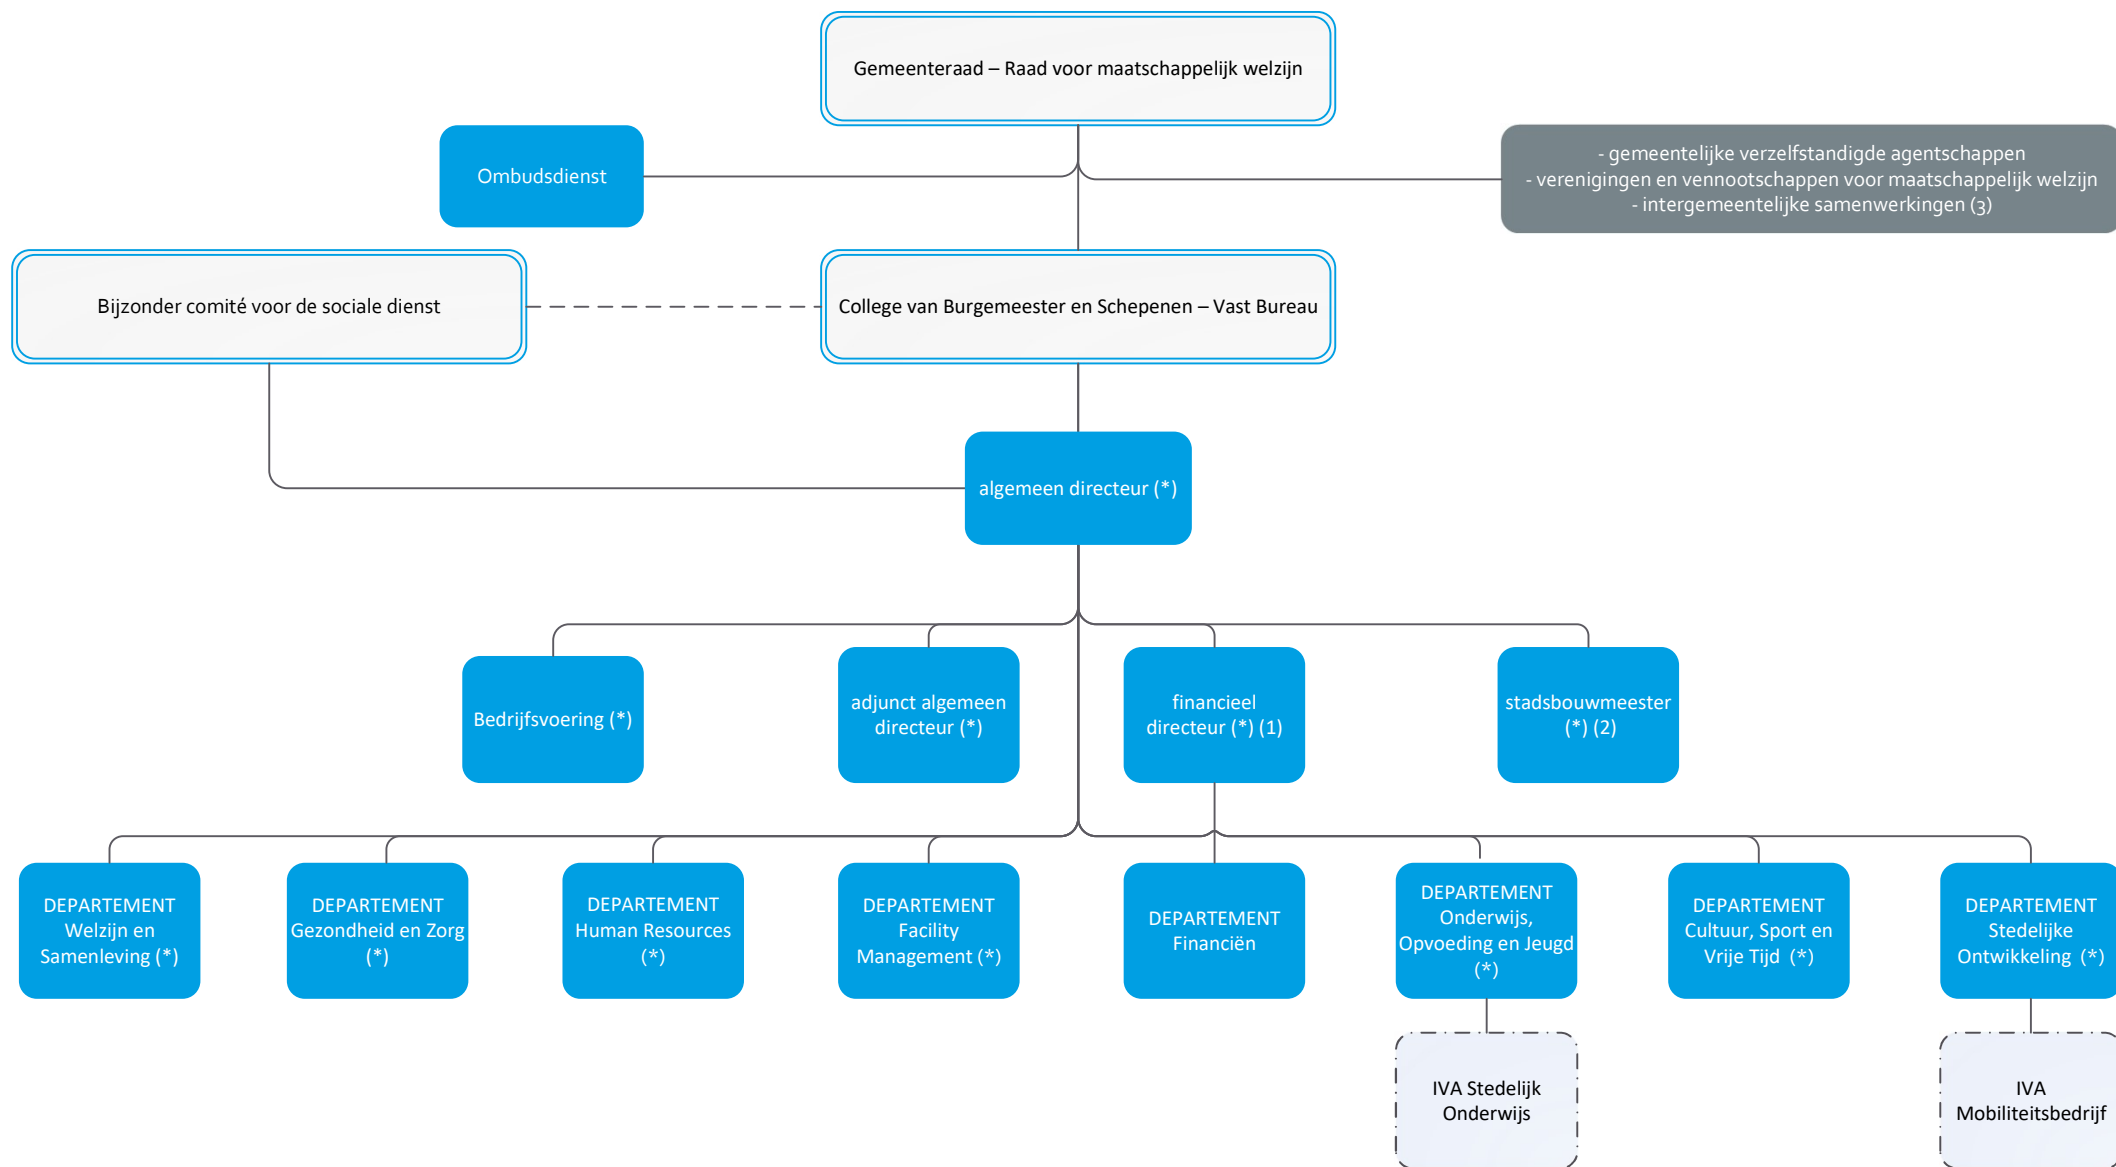 Gemeenteraad – Raad voor maatschappelijk welzijn
Ombudsdienst
- gemeentelijke verzelfstandigde agentschappen
- verenigingen en vennootschappen voor maatschappelijk welzijn
- intergemeentelijke samenwerkingen (3)
Bijzonder comité voor de sociale dienst
College van Burgemeester en Schepenen – Vast Bureau
algemeen directeur (*)
Bedrijfsvoering (*)
adjunct algemeen
directeur (*)
financieel
directeur (*) (1)
stadsbouwmeester
(*) (2)
DEPARTEMENT
Welzijn en
Samenleving (*)
DEPARTEMENT
Gezondheid en Zorg
(*)
DEPARTEMENT
Human Resources
(*)
DEPARTEMENT
Facility
Management (*)
DEPARTEMENT
Financiën
DEPARTEMENT
Onderwijs,
Opvoeding en Jeugd
(*)
DEPARTEMENT
Cultuur, Sport en
Vrije Tijd (*)
DEPARTEMENT
Stedelijke
Ontwikkeling (*)
IVA Stedelijk
Onderwijs
IVA
Mobiliteitsbedrijf